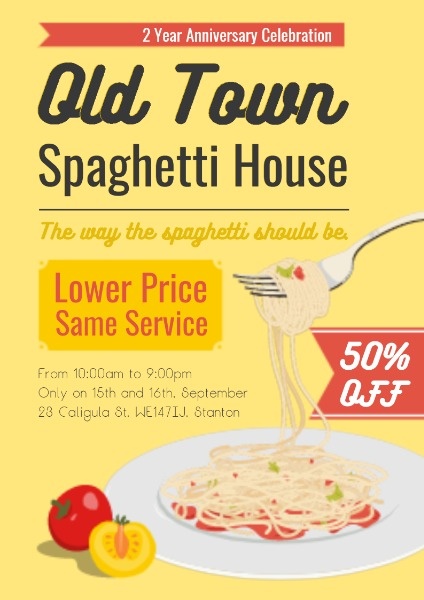 2 Year Anniversary Celebration
Old Town
Spaghetti House
The way the spaghetti should be.
Lower Price
Same Service
50%
OFF
From 10:00am to 9:00pm
Only on 15th and 16th, September
28 Caligula St. WE147IJ, Stanton